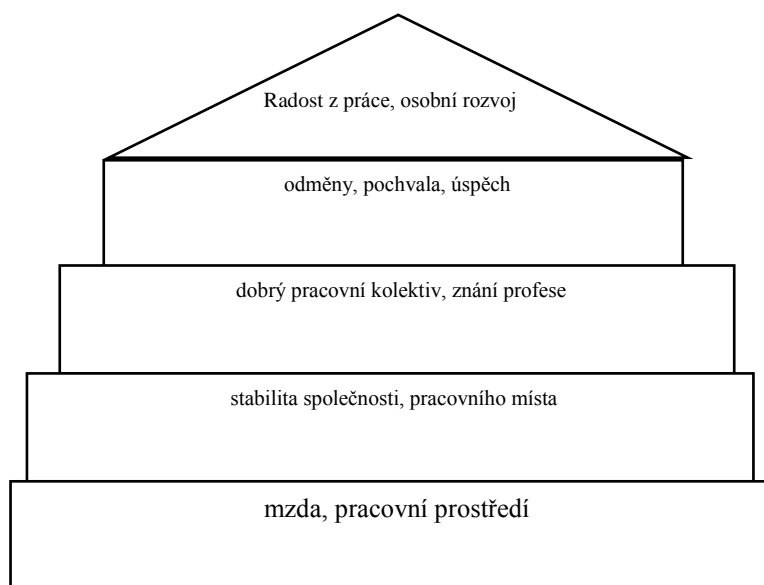 Radost z práce, osobní rozvoj
odměny, pochvala, úspěch
dobrý pracovní kolektiv, znání profese
stabilita společnosti, pracovního místa
mzda, pracovní prostředí